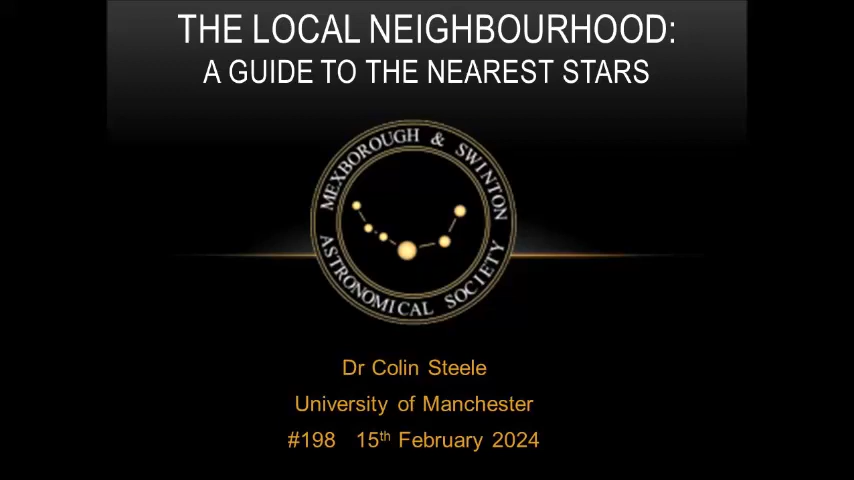 THE LOCAL NEIGHBOURHOOD:
A GUIDE TO THE NEAREST STARS
MEXBOROUGH & SWINTON
ASTRONOMICAL SOCIETY
Dr Colin Steele
University of Manchester
#198 15th February 2024